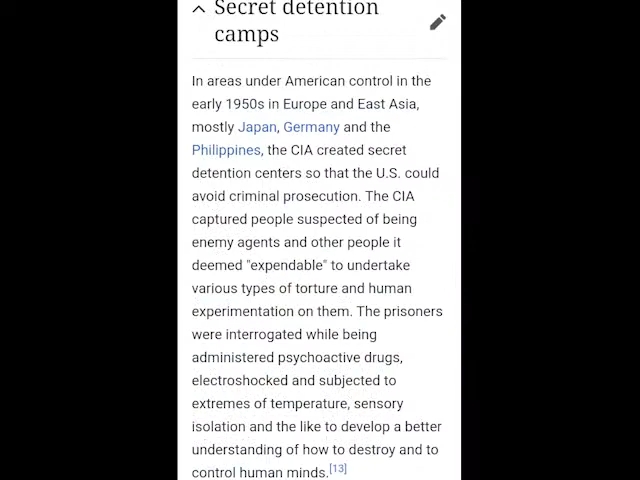 Secret detention
camps
In areas under American control in the
early 1950s in Europe and East Asia,
mostly Japan, Germany and the
Philippines, the CIA created secret
detention centers so that the U.S. could
avoid criminal prosecution. The CIA
captured people suspected of being
enemy agents and other people it
deemed "expendable" to undertake
various types of torture and human
experimentation on them. The prisoners
were interrogated while being
administered psychoactive drugs,
electroshocked and subjected to
extremes of temperature, sensory
isolation and the like to develop a better
understanding of how to destroy and to
control human minds.[13]